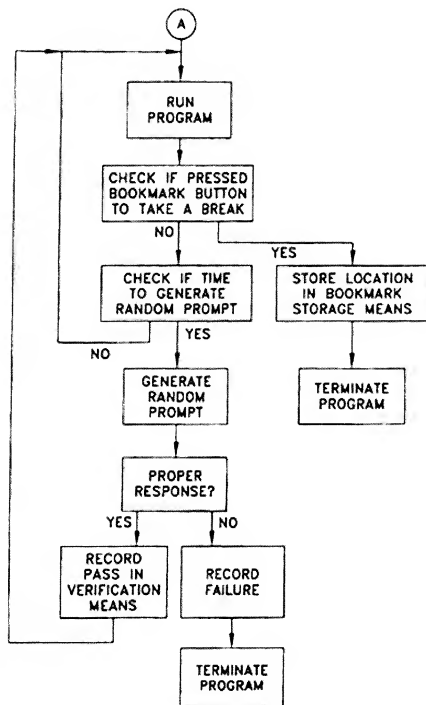 A
RUN
PROGRAM
CHECK IF PRESSED
BOOKMARK BUTTON
TO TAKE A BREAK
NO
YES
CHECK IF TIME
TO GENERATE
RANDOM PROMPT
STORE LOCATION
IN BOOKMARK
STORAGE MEANS
NO
YES
GENERATE
RANDOM
PROMPT
TERMINATE
PROGRAM
PROPER
RESPONSE?
YES
NO
RECORD
PASS IN
VERIFICATION
MEANS
RECORD
FAILURE
TERMINATE
PROGRAM